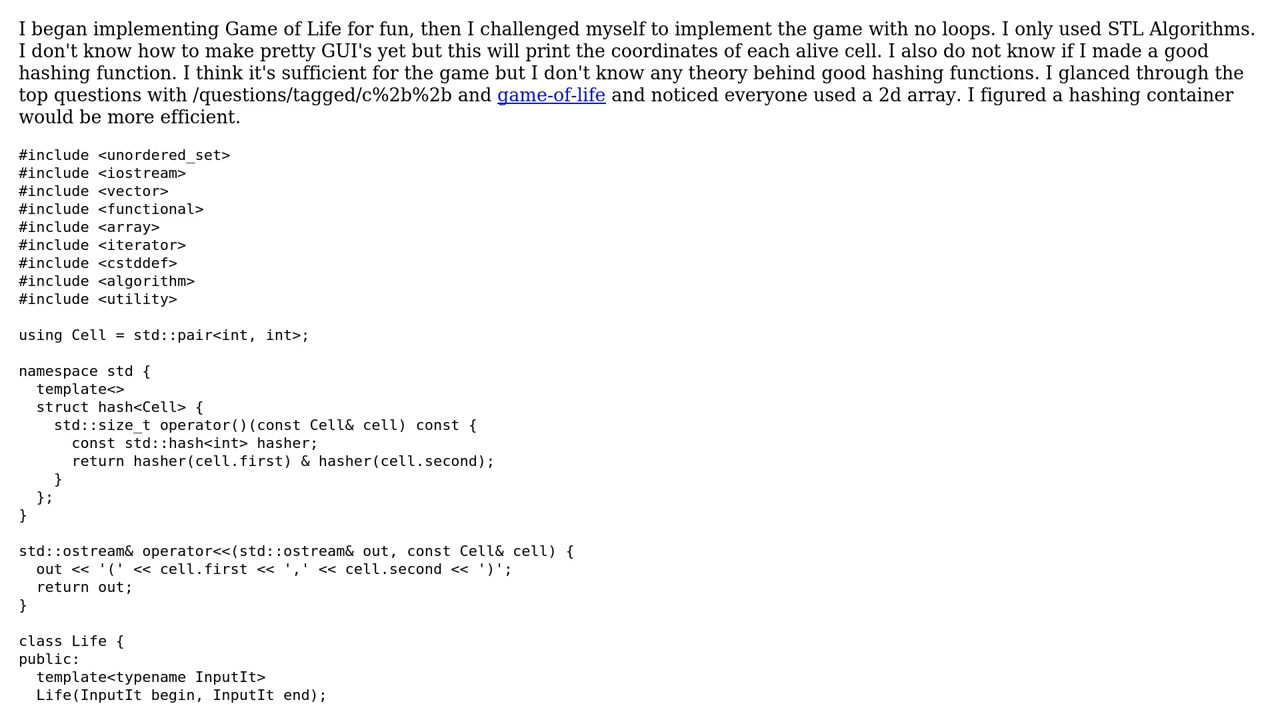 I began implementing Game of Life for fun, then I challenged myself to implement the game with no loops. I only used STL Algorithms.
I don't know how to make pretty GUI's yet but this will print the coordinates of each alive cell. I also do not know if I made a good
hashing function. I think it's sufficient for the game but I don't know any theory behind good hashing functions. I glanced through the
top questions with /questions/tagged/c%2b%2b and game-of-life and noticed everyone used a 2d array. I figured a hashing container
would be more efficient.

#include <unordered_set>
#include <iostream>
#include <vector>
#include <functional>
#include <array>
#include <iterator>
#include <cstddef>
#include <algorithm>
#include <utility>

using Cell = std::pair<int, int>;

namespace std {
  template<>
  struct hash<Cell> {
    std::size_t operator()(const Cell& cell) const {
      const std::hash<int> hasher;
      return hasher(cell.first) & hasher(cell.second);
    }
  };
}

std::ostream& operator<<(std::ostream& out, const Cell& cell) {
  out << '(' << cell.first << ',' << cell.second << ')';
  return out;
}

class Life {
public:
  template<typename InputIt>
  Life(InputIt begin, InputIt end);